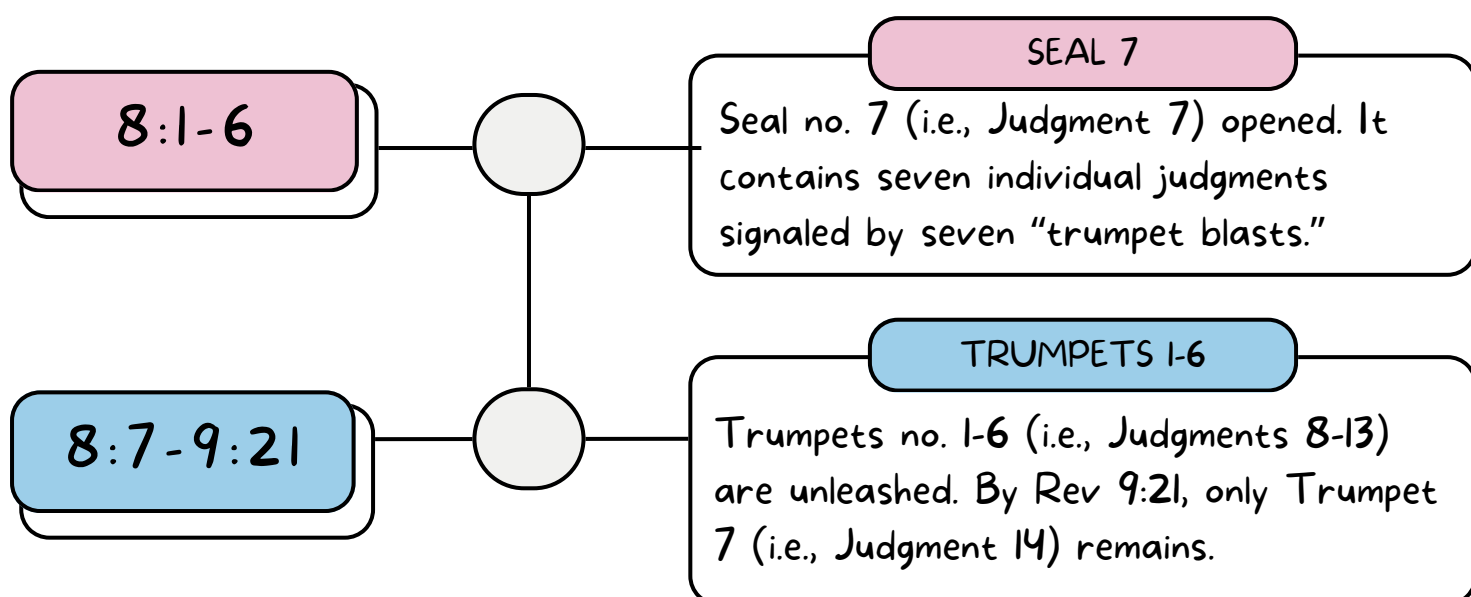 8:1-6
SEAL 7
Seal no. 7 (i.e., Judgment 7) opened. It
contains seven individual judgments
signaled by seven “trumpet blasts.”
8:7-9:21
TRUMPETS 1-6
Trumpets no. 1-6 (i.e., Judgments 8-13)
are unleashed. By Rev 9:21, only Trumpet
7 (i.e., Judgment 14) remains.